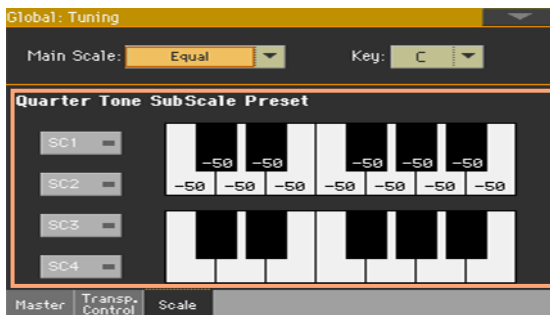 Global: Tuning
Main Scale: Equal Key: C
Quarter Tone SubScale Preset
SC1
-50 -50 -50 -50 -50
SC2 -50 -50 -50 -50 -50 -50 -50
SC3
SC4
Master Transp. Control Scale